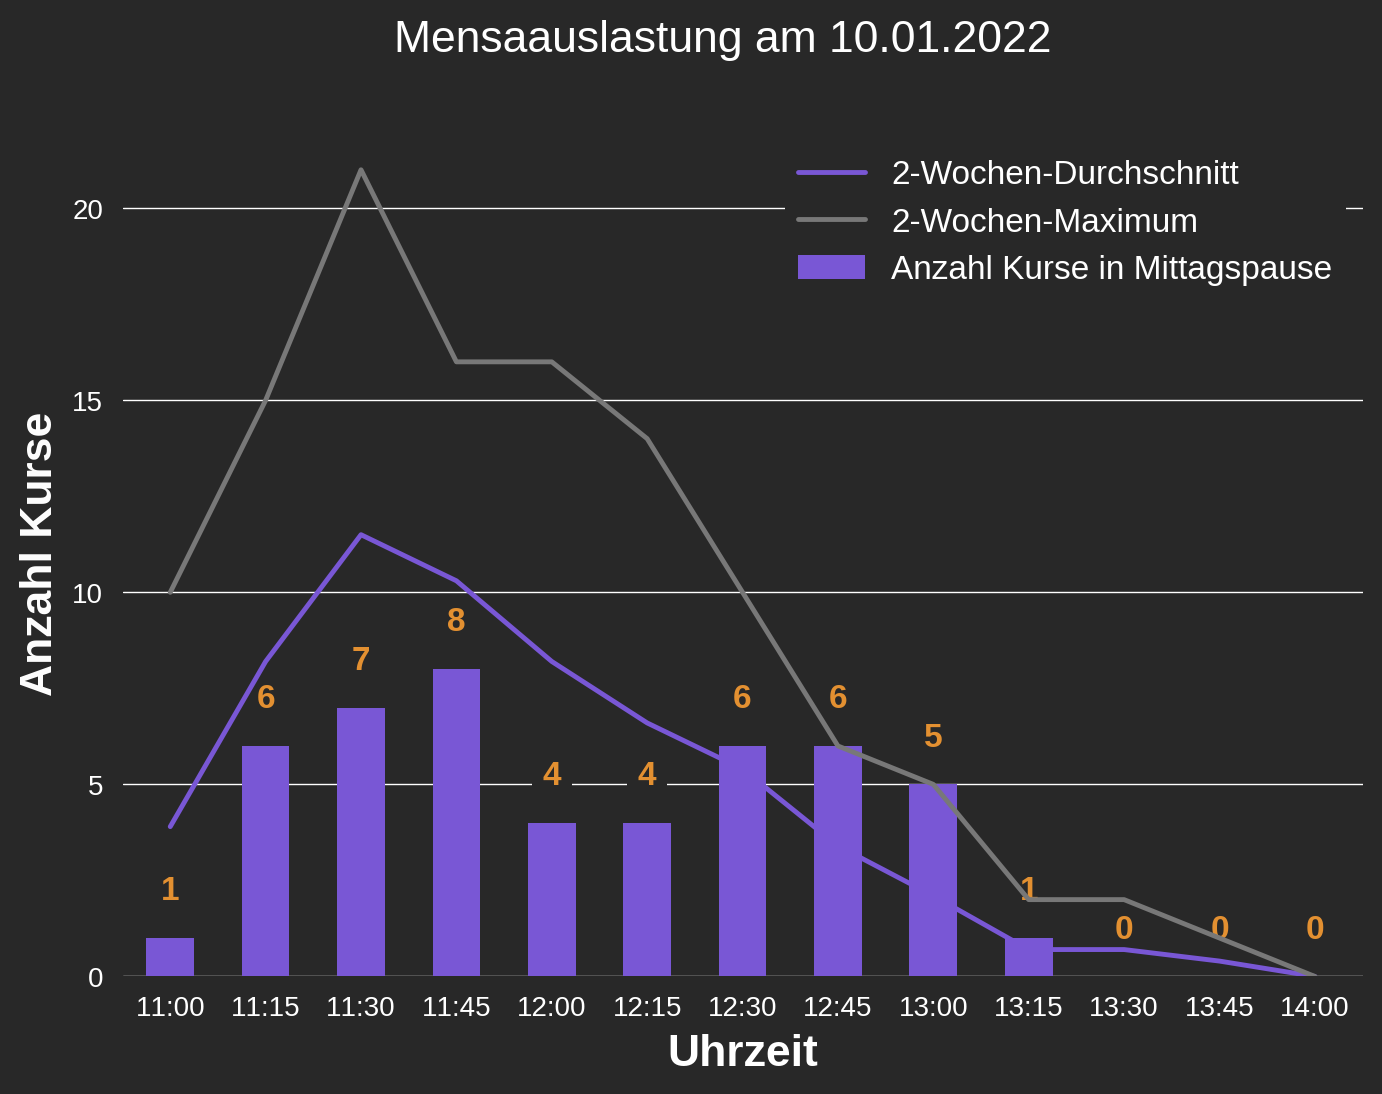 Mensaauslastung am 10.01.2022
2-Wochen-Durchschnitt
2-Wochen-Maximum
Anzahl Kurse in Mittagspause
Anzahl Kurse
20
15
10
5
0
1
6
7
8
4
4
6
6
5
1
0
0
0
11:00 11:15 11:30 11:45 12:00 12:15 12:30 12:45 13:00 13:15 13:30 13:45 14:00
Uhrzeit